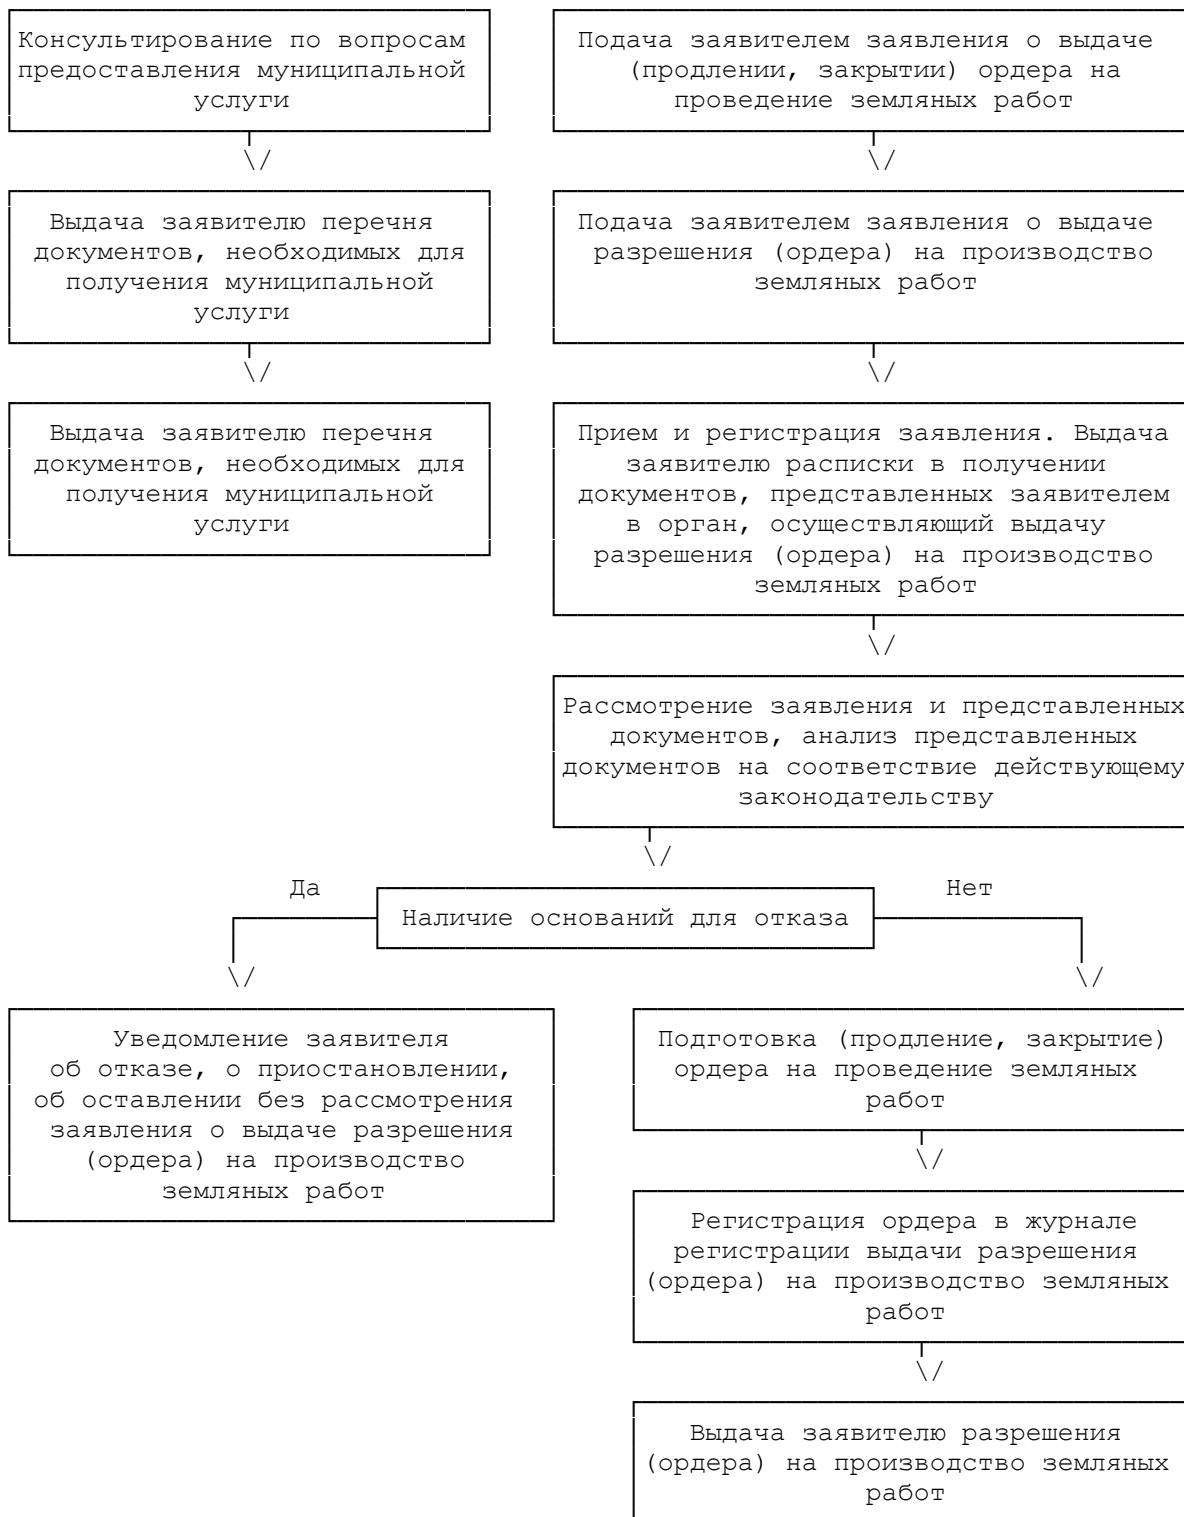 Консультирование по вопросам
предоставления муниципальной
услуги
Подача заявителем заявления о выдаче
(продлении, закрытии) ордера на
проведение земляных работ
\/
\/
Выдача заявителю перечня
документов, необходимых для
получения муниципальной
услуги
Подача заявителем заявления о выдаче
разрешения (ордера) на производство
земляных работ
\/
\/
Выдача заявителю перечня
документов, необходимых для
получения муниципальной
услуги
Прием и регистрация заявления. Выдача
заявителю расписки в получении
документов, представленных заявителем
в орган, осуществляющий выдачу
разрешения (ордера) на производство
земляных работ
\/
Рассмотрение заявления и представленных
документов, анализ представленных
документов на соответствие действующему
законодательству
\/
Да
Наличие оснований для отказа
Нет
\/
\/
Уведомление заявителя
об отказе, о приостановлении,
об оставлении без рассмотрения
заявления о выдаче разрешения
(ордера) на производство
земляных работ
Подготовка (продление, закрытие)
ордера на проведение земляных
работ
\/
Регистрация ордера в журнале
регистрации выдачи разрешения
(ордера) на производство земляных
работ
\/
Выдача заявителю разрешения
(ордера) на производство земляных
работ